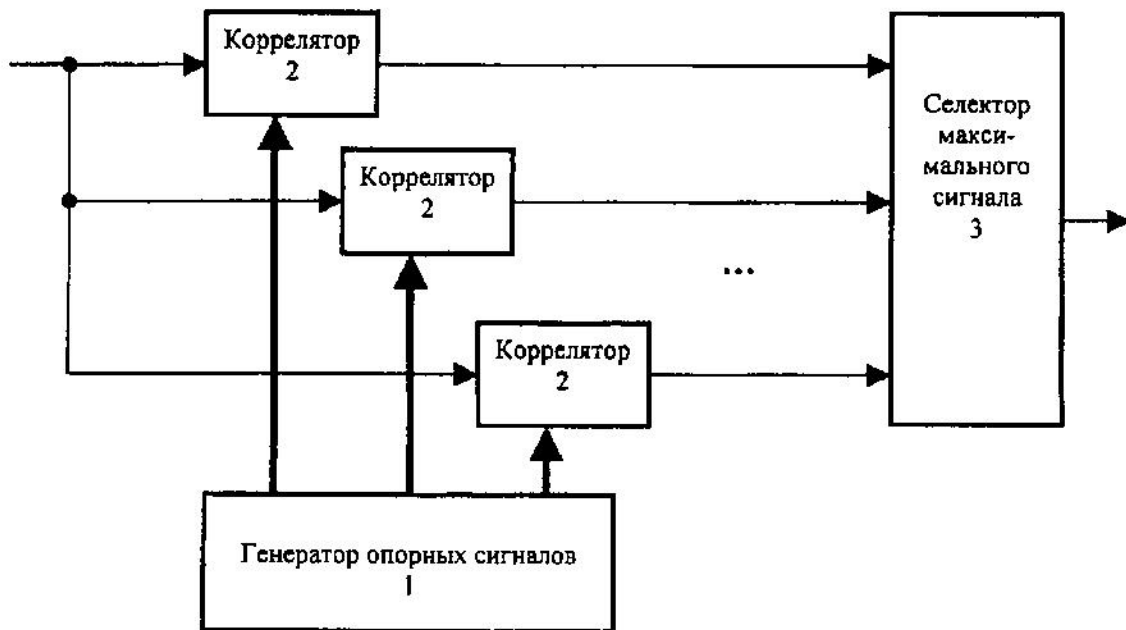 Коррелятор
2
Коррелятор
2
Коррелятор
2
Селектор
макси-
мального
сигнала
3
...
Генератор опорных сигналов
1